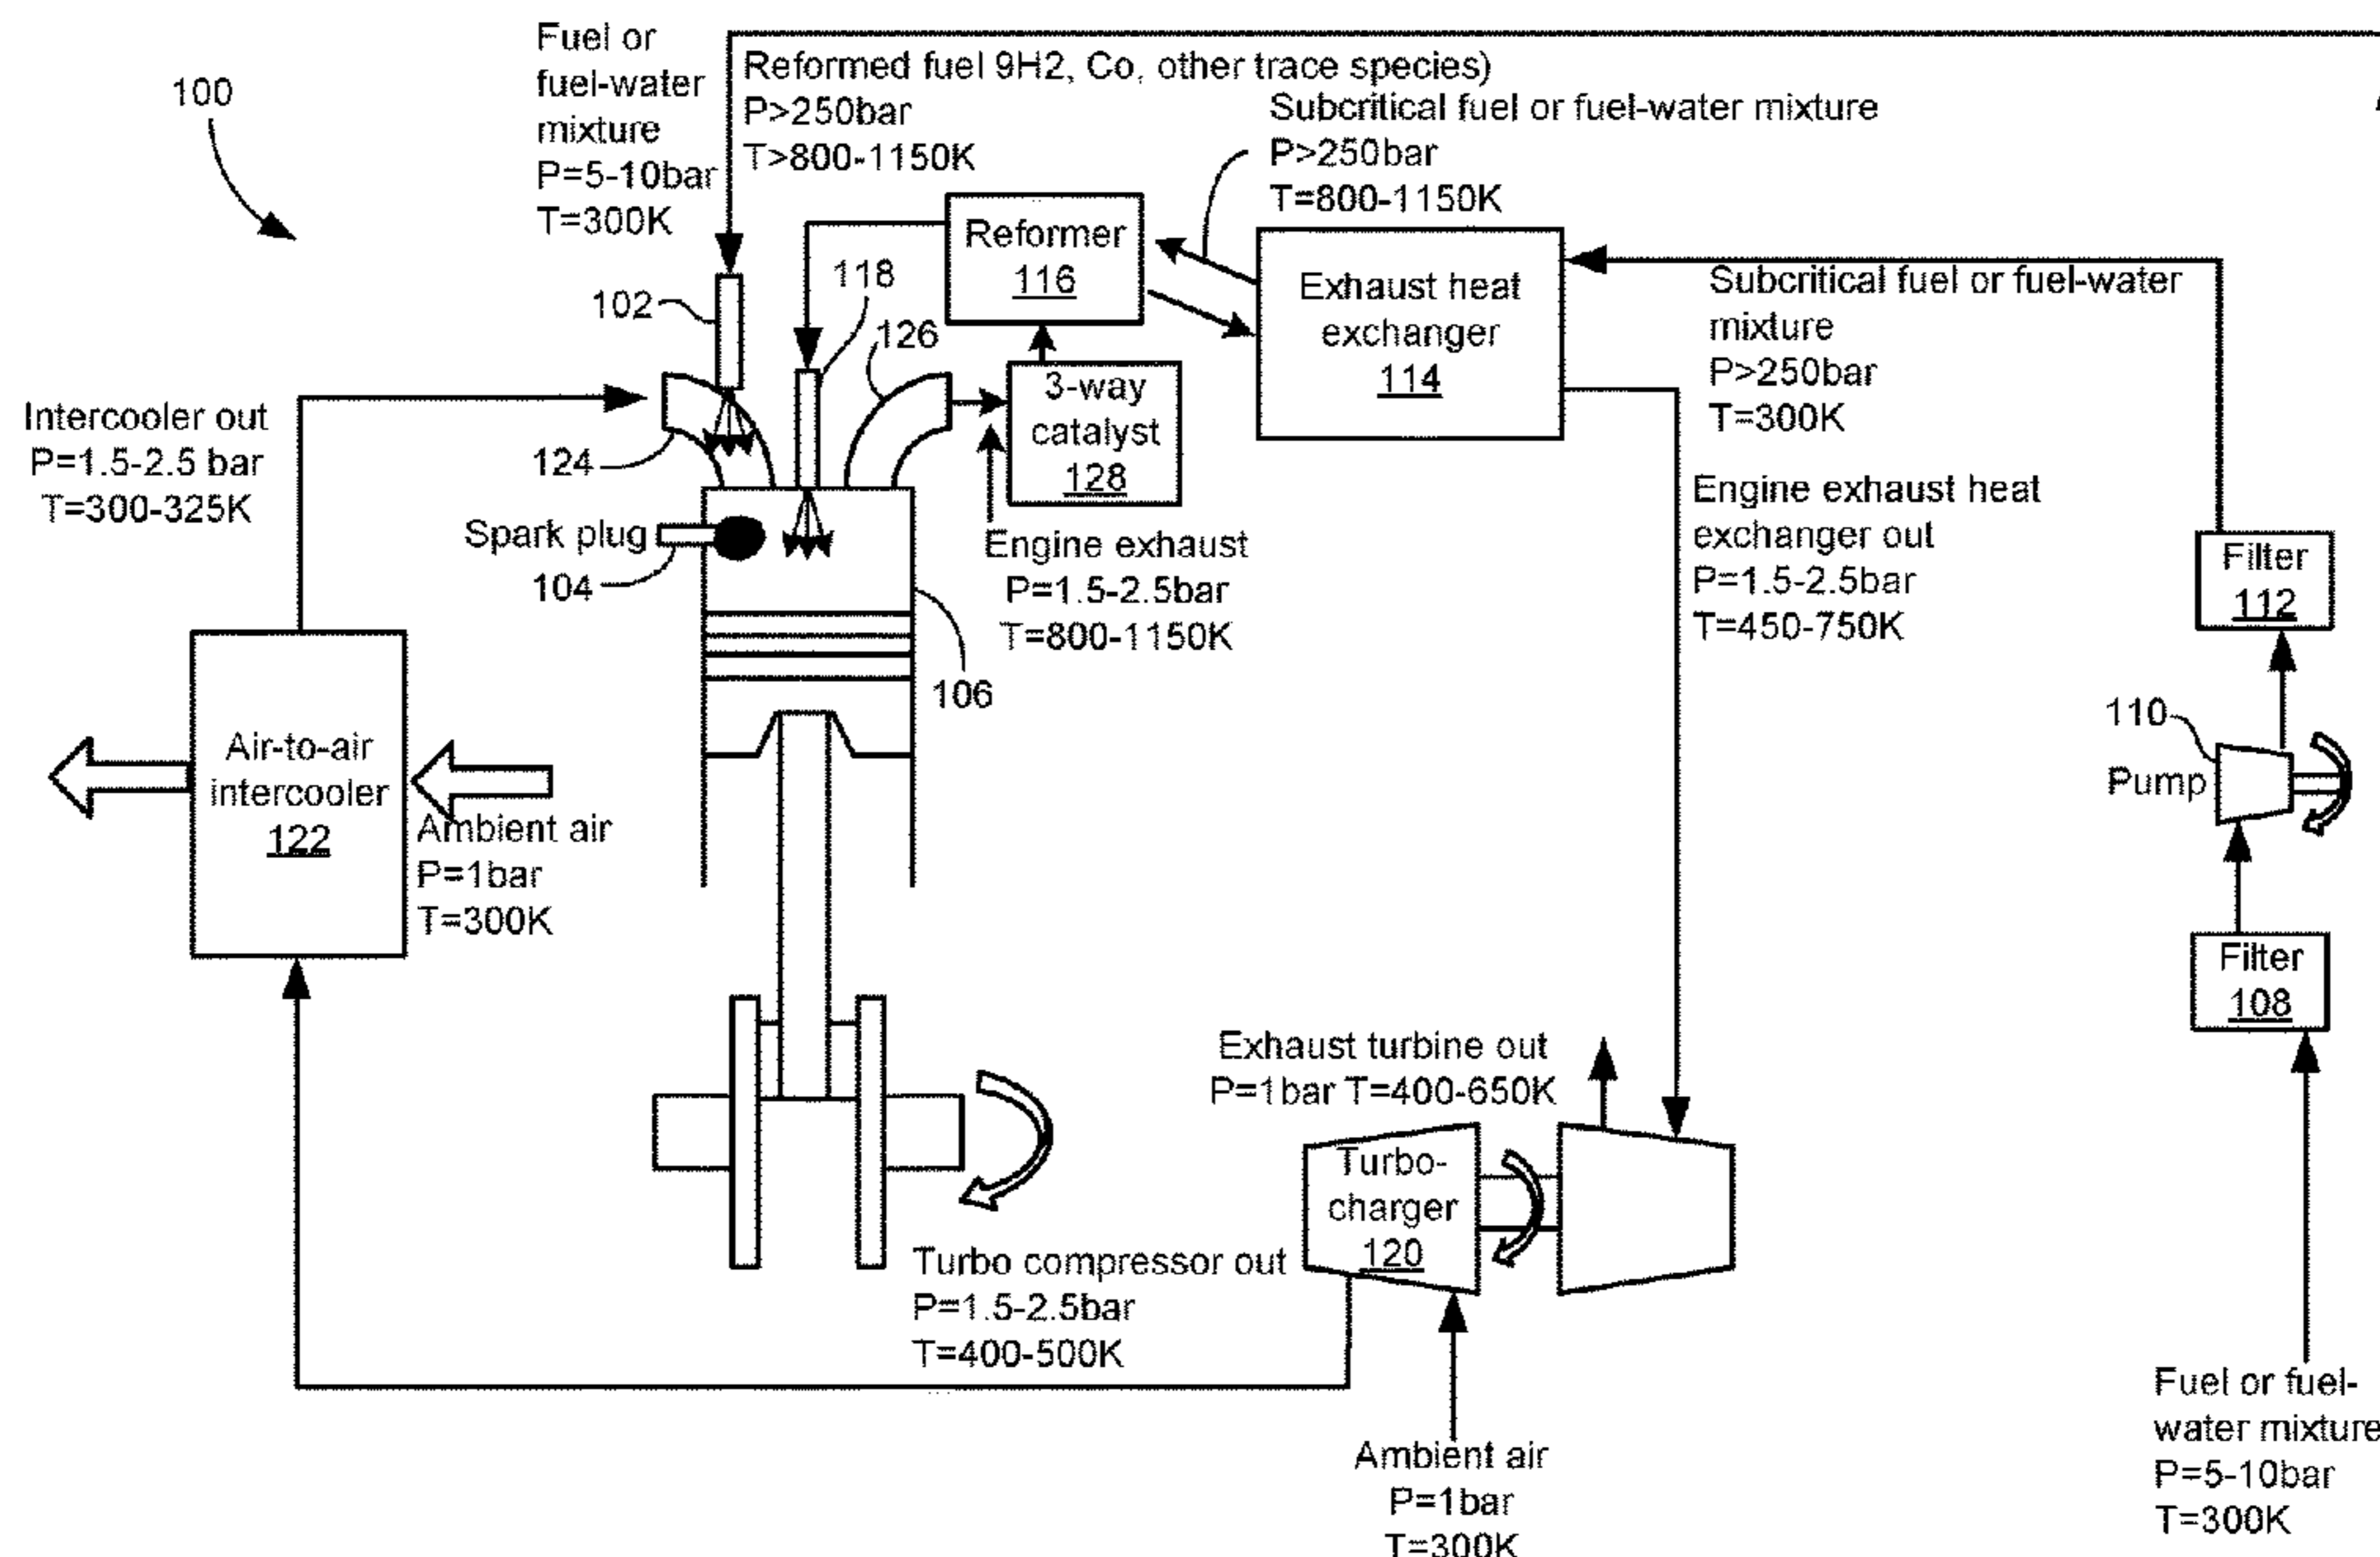 100
Fuel or
fuel-water
mixture
P=5-10bar
T=300K
Reformed fuel 9H2, Co, other trace species)
P>250bar
T>800-1150K
Subcritical fuel or fuel-water mixture
P>250bar
T=800-1150K
Reformer
116
118
126
102
Exhaust heat
exchanger
114
Subcritical fuel or fuel-water
mixture
P>250bar
T=300K
3-way
catalyst
128
Intercooler out
P=1.5-2.5 bar
T=300-325K
124
Spark plug
104
Engine exhaust
P=1.5-2.5bar
T=800-1150K
106
Engine exhaust heat
exchanger out
P=1.5-2.5bar
T=450-750K
Filter
112
110
Pump
Filter
108
Air-to-air
intercooler
122
Ambient air
P=1bar
T=300K
Exhaust turbine out
P=1bar T=400-650K
Turbo-
charger
120
Turbo compressor out
P=1.5-2.5bar
T=400-500K
Ambient air
P=1bar
T=300K
Fuel or fuel-
water mixture
P=5-10bar
T=300K